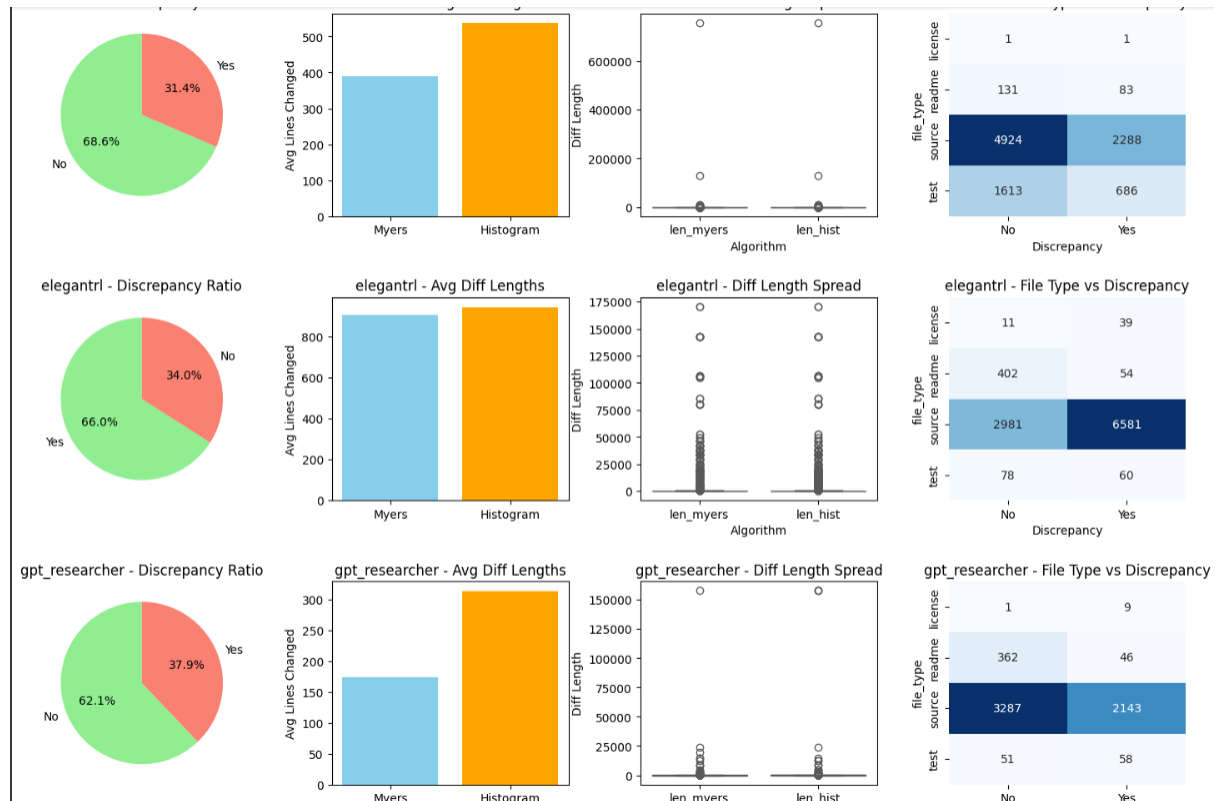 Yes
31.4%
68.6%
No
Avg Lines Changed
500
400
300
200
100
0
Myers
Histogram
Diff Length
600000
400000
200000
0
len_myers
len_hist
Algorithm
file_type
license
readme
source
test
1
1
131
83
4924
2288
1613
686
No
Yes
Discrepancy
elegantrl - Discrepancy Ratio
No
34.0%
66.0%
Yes
elegantrl - Avg Diff Lengths
Avg Lines Changed
800
600
400
200
0
Myers
Histogram
elegantrl - Diff Length Spread
Diff Length
175000
150000
125000
100000
75000
50000
25000
0
len_myers
len_hist
Algorithm
elegantrl - File Type vs Discrepancy
file_type
license
readme
source
test
11
39
402
54
2981
6581
78
60
No
Yes
Discrepancy
gpt_researcher - Discrepancy Ratio
Yes
37.9%
62.1%
No
gpt_researcher - Avg Diff Lengths
Avg Lines Changed
300
250
200
150
100
50
0
Myers
Histogram
gpt_researcher - Diff Length Spread
Diff Length
150000
125000
100000
75000
50000
25000
0
len_myers
len_hist
gpt_researcher - File Type vs Discrepancy
file_type
license
readme
source
test
1
9
362
46
3287
2143
51
58
No
Yes